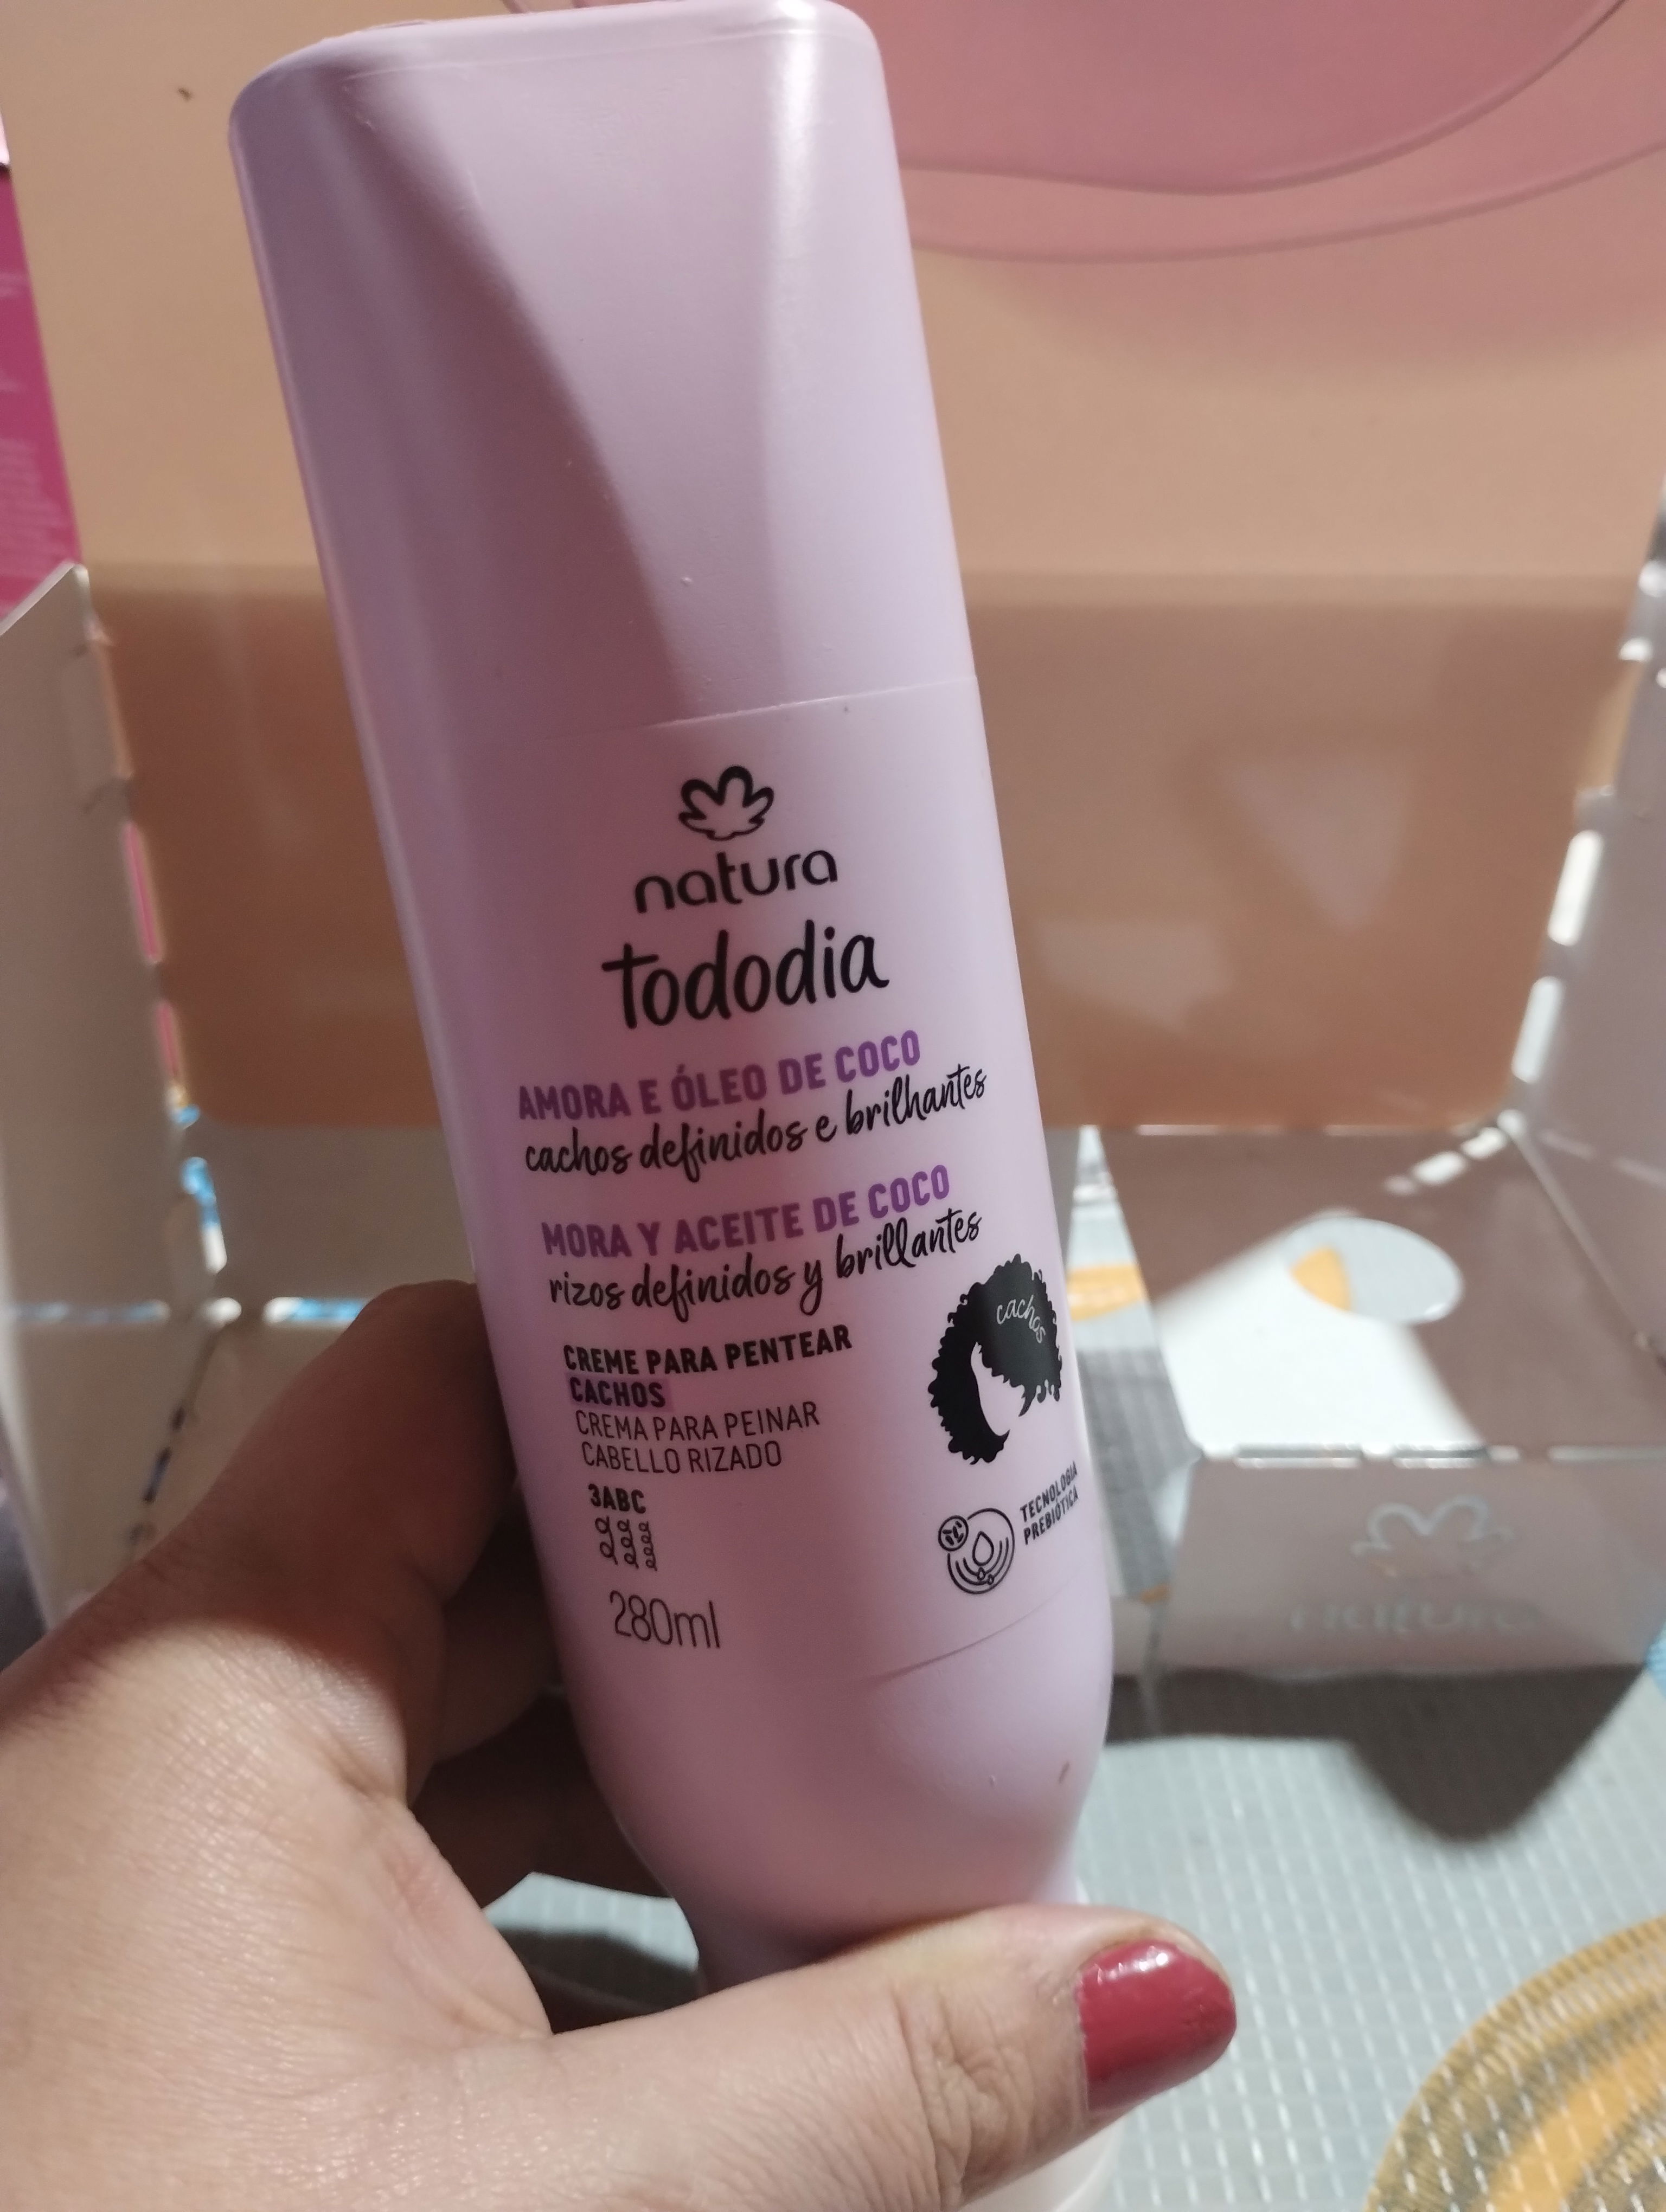 natura
tododia
AMORA E ÓLEO DE COCO
cachos definidos e brilhantes
MORA Y ACEITE DE COCO
rizos definidos y brillantes
cachos
CREME PARA PENTEAR
CACHOS
CREMA PARA PEINAR
CABELLO RIZADO
3ABC
TECNOLOGIA
PREBIÓTICA
280ml
natura